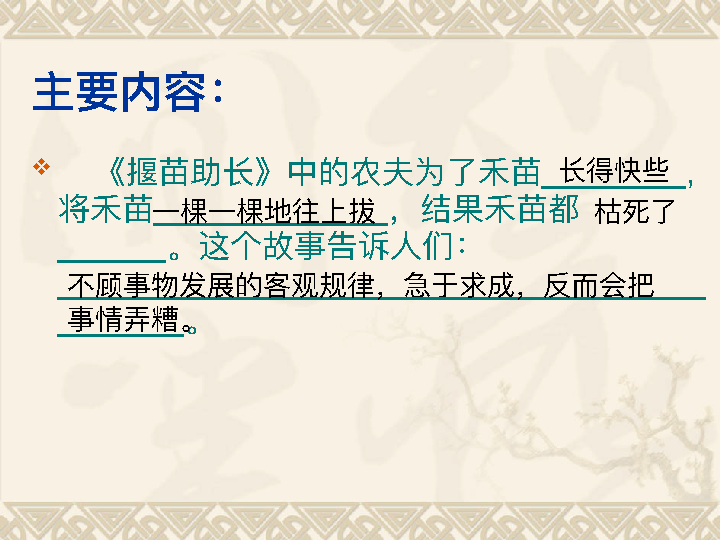 主要内容：
《揠苗助长》中的农夫为了禾苗 长得快些 ，
将禾苗一棵一棵地往上拔 ，结果禾苗都 枯死了
。这个故事告诉人们：
不顾事物发展的客观规律，急于求成，反而会把
事情弄糟。。